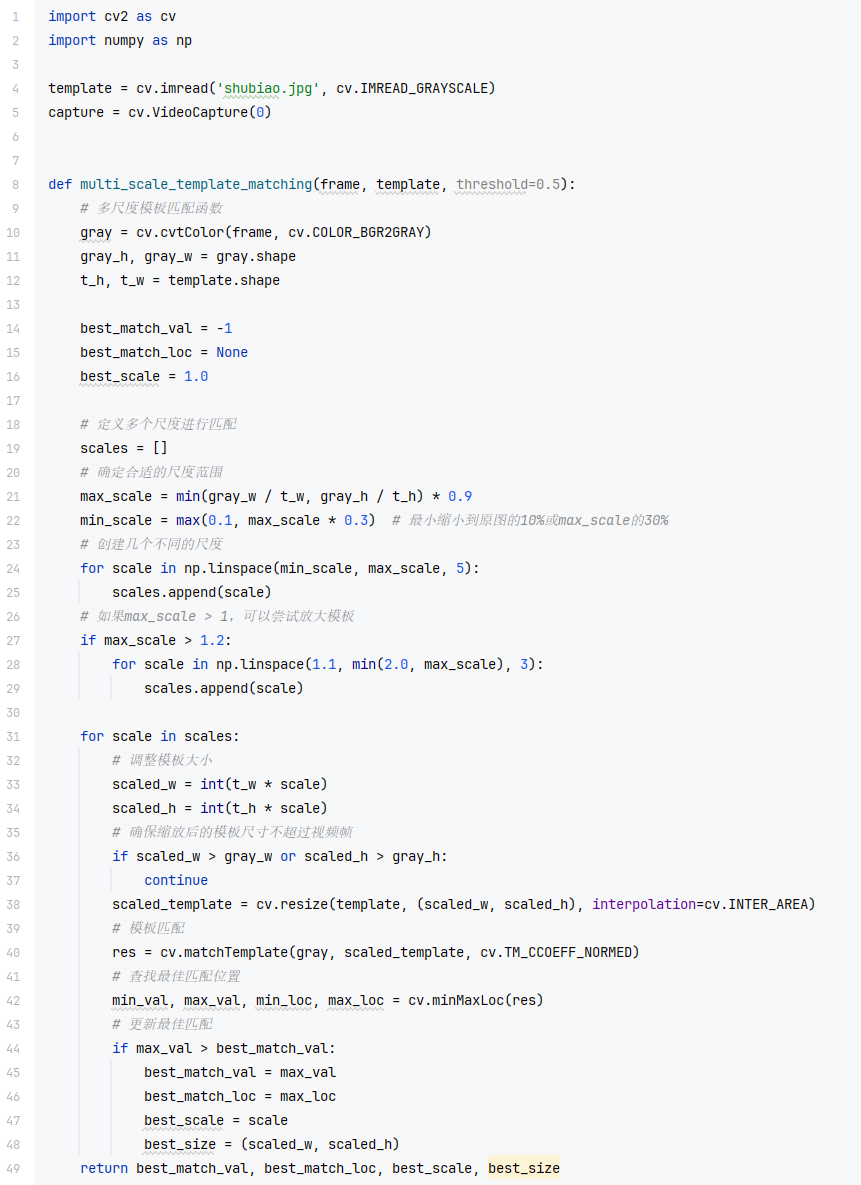 1 import cv2 as cv
2 import numpy as np
3
4 template = cv.imread('shubiao.jpg', cv.IMREAD_GRAYSCALE)
5 capture = cv.VideoCapture(0)
6
7
8 def multi_scale_template_matching(frame, template, threshold=0.5):
9     # 多尺度模板匹配函数
10     gray = cv.cvtColor(frame, cv.COLOR_BGR2GRAY)
11     gray_h, gray_w = gray.shape
12     t_h, t_w = template.shape
13
14     best_match_val = -1
15     best_match_loc = None
16     best_scale = 1.0
17
18     # 定义多个尺度进行匹配
19     scales = []
20     # 确定合适的尺度范围
21     max_scale = min(gray_w / t_w, gray_h / t_h) * 0.9
22     min_scale = max(0.1, max_scale * 0.3)  # 最小缩小到原图的10%或max_scale的30%
23     # 创建几个不同的尺度
24     for scale in np.linspace(min_scale, max_scale, 5):
25         scales.append(scale)
26     # 如果max_scale > 1，可以尝试放大模板
27     if max_scale > 1.2:
28         for scale in np.linspace(1.1, min(2.0, max_scale), 3):
29             scales.append(scale)
30
31     for scale in scales:
32         # 调整模板大小
33         scaled_w = int(t_w * scale)
34         scaled_h = int(t_h * scale)
35         # 确保缩放后的模板尺寸不超过视频帧
36         if scaled_w > gray_w or scaled_h > gray_h:
37             continue
38         scaled_template = cv.resize(template, (scaled_w, scaled_h), interpolation=cv.INTER_AREA)
39         # 模板匹配
40         res = cv.matchTemplate(gray, scaled_template, cv.TM_CCOEFF_NORMED)
41         # 查找最佳匹配位置
42         min_val, max_val, min_loc, max_loc = cv.minMaxLoc(res)
43         # 更新最佳匹配
44         if max_val > best_match_val:
45             best_match_val = max_val
46             best_match_loc = max_loc
47             best_scale = scale
48             best_size = (scaled_w, scaled_h)
49     return best_match_val, best_match_loc, best_scale, best_size